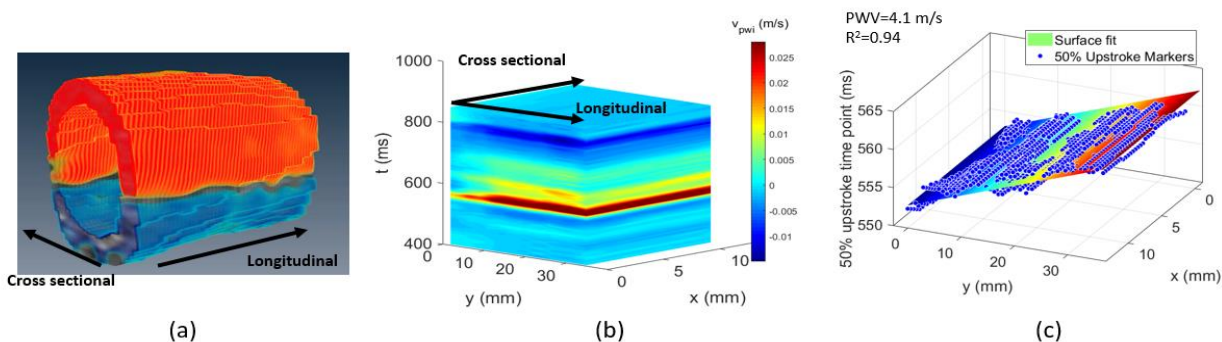 Cross sectional
Longitudinal
(a)
v_pwi (m/s)
1000
800
600
400
t (ms)
Cross sectional
Longitudinal
0.025
0.02
0.015
0.01
0.005
0
-0.005
-0.01
0
10
20
30
y (mm)
0
5
10
x (mm)
(b)
PWV=4.1 m/s
R²=0.94
Surface fit
50% Upstroke Markers
50% upstroke time point (ms)
565
560
555
550
0
10
20
30
y (mm)
10
5
0
x (mm)
(c)